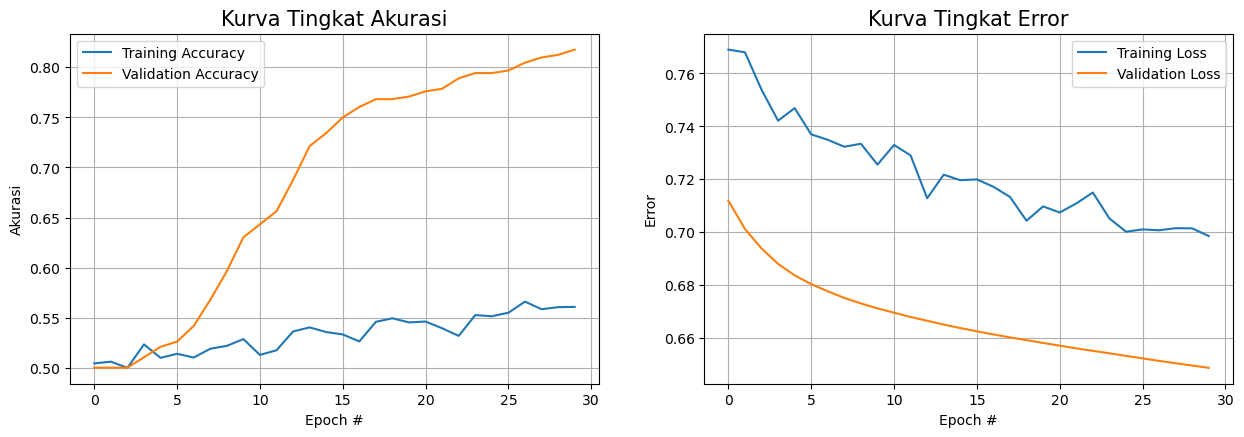 Kurva Tingkat Akurasi
Training Accuracy
Validation Accuracy
0.80
0.75
0.70
0.65
0.60
0.55
0.50
Akurasi
0 5 10 15 20 25 30
Epoch #
Kurva Tingkat Error
Training Loss
Validation Loss
0.76
0.74
0.72
0.70
0.68
0.66
Error
0 5 10 15 20 25 30
Epoch #